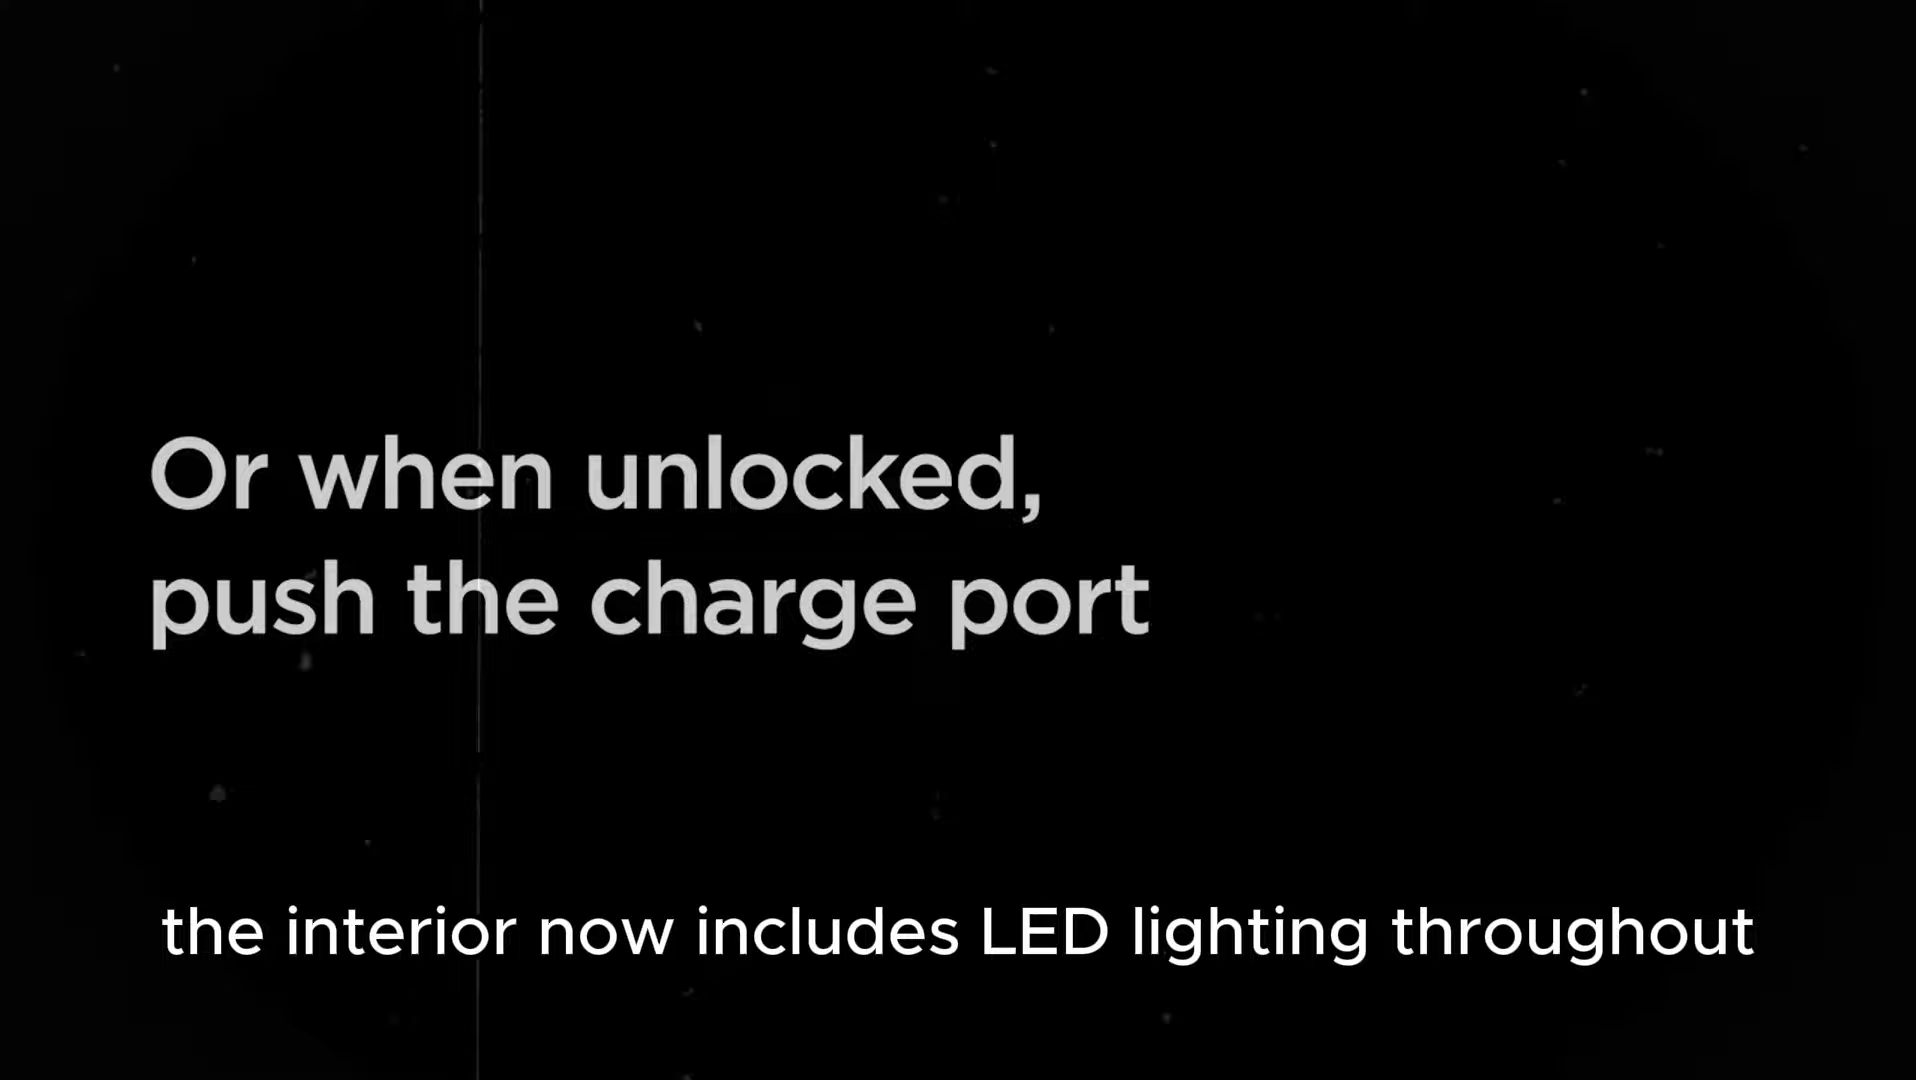 Or when unlocked,
push the charge port
the interior now includes LED lighting throughout